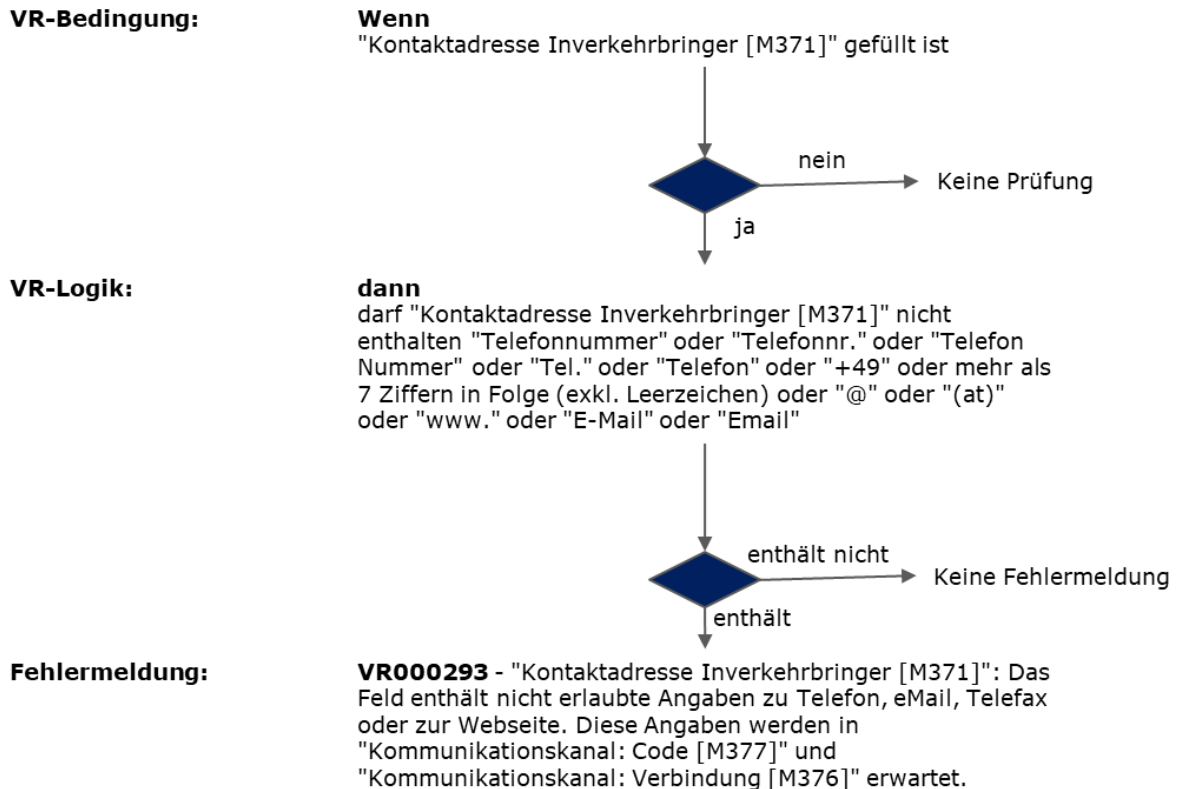 VR-Bedingung:
Wenn
"Kontaktadresse Inverkehrbringer [M371]" gefüllt ist
nein
Keine Prüfung
ja
VR-Logik:
dann
darf "Kontaktadresse Inverkehrbringer [M371]" nicht
enthalten "Telefonnummer" oder "Telefonnr." oder "Telefon
Nummer" oder "Tel." oder "Telefon" oder "+49" oder mehr als
7 Ziffern in Folge (exkl. Leerzeichen) oder "@" oder "(at)"
oder "www." oder "E-Mail" oder "Email"
enthält nicht
Keine Fehlermeldung
enthält
Fehlermeldung:
VR000293 - "Kontaktadresse Inverkehrbringer [M371]": Das
Feld enthält nicht erlaubte Angaben zu Telefon, eMail, Telefax
oder zur Webseite. Diese Angaben werden in
"Kommunikationskanal: Code [M377]" und
"Kommunikationskanal: Verbindung [M376]" erwartet.